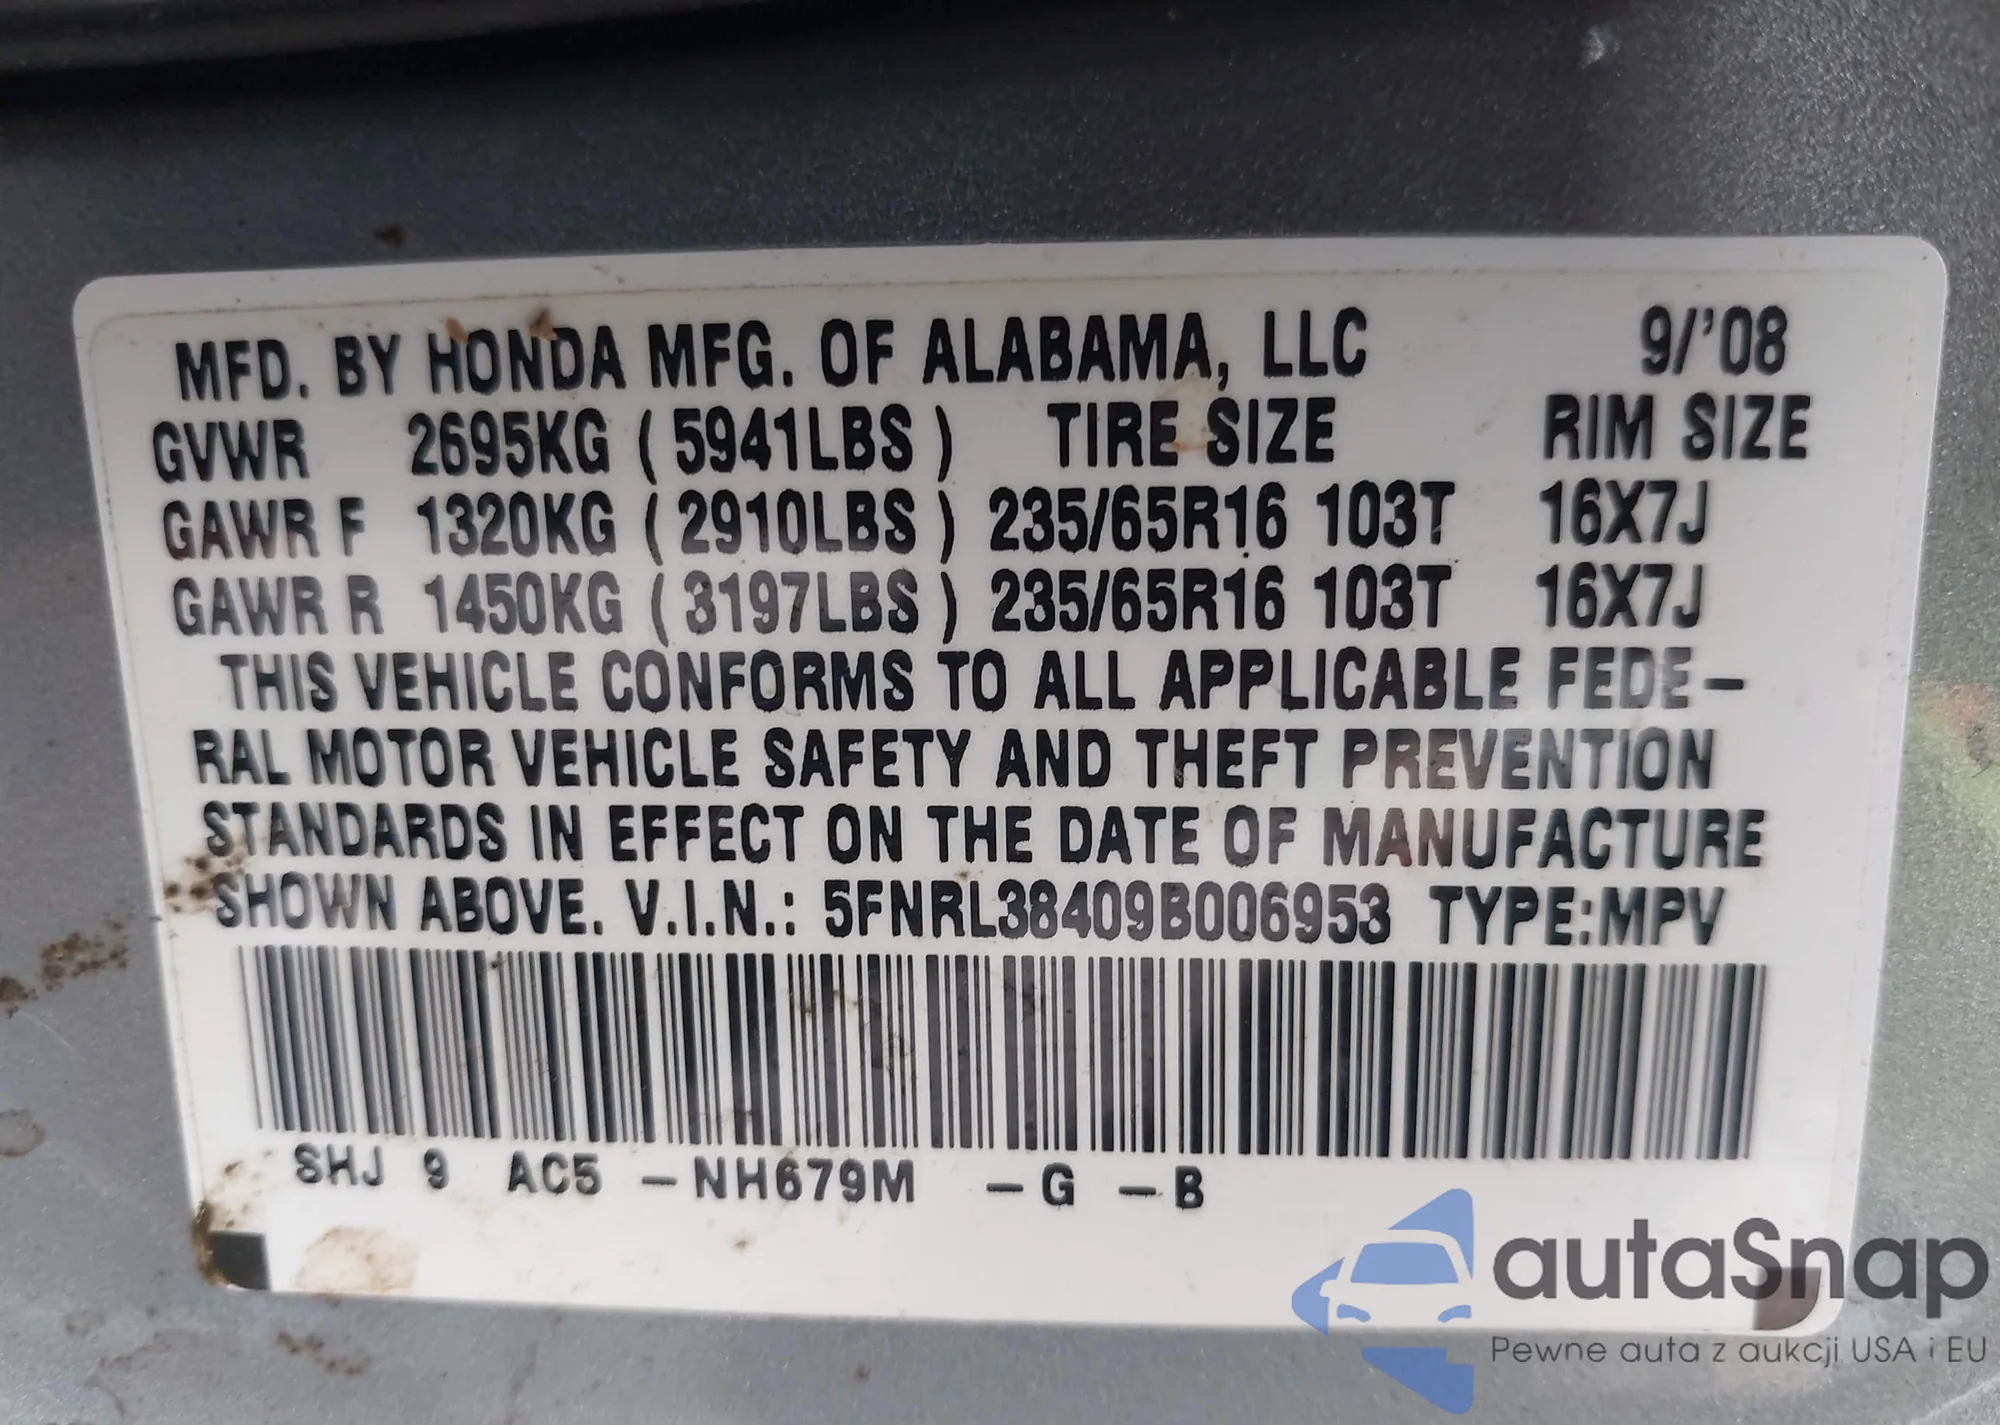 MFD. BY HONDA MFG. OF ALABAMA, LLC 9/'08
GVWR 2695KG ( 5941LBS ) TIRE SIZE RIM SIZE
GAWR F 1320KG ( 2910LBS ) 235/65R16 103T 16X7J
GAWR R 1450KG ( 3197LBS ) 235/65R16 103T 16X7J
THIS VEHICLE CONFORMS TO ALL APPLICABLE FEDE-
RAL MOTOR VEHICLE SAFETY AND THEFT PREVENTION
STANDARDS IN EFFECT ON THE DATE OF MANUFACTURE
SHOWN ABOVE. V.I.N.: 5FNRL38409B006953 TYPE:MPV
SHJ 9 AC5 -NH679M -G -B
autaSnap
Pewne auta z aukcji USA i EU